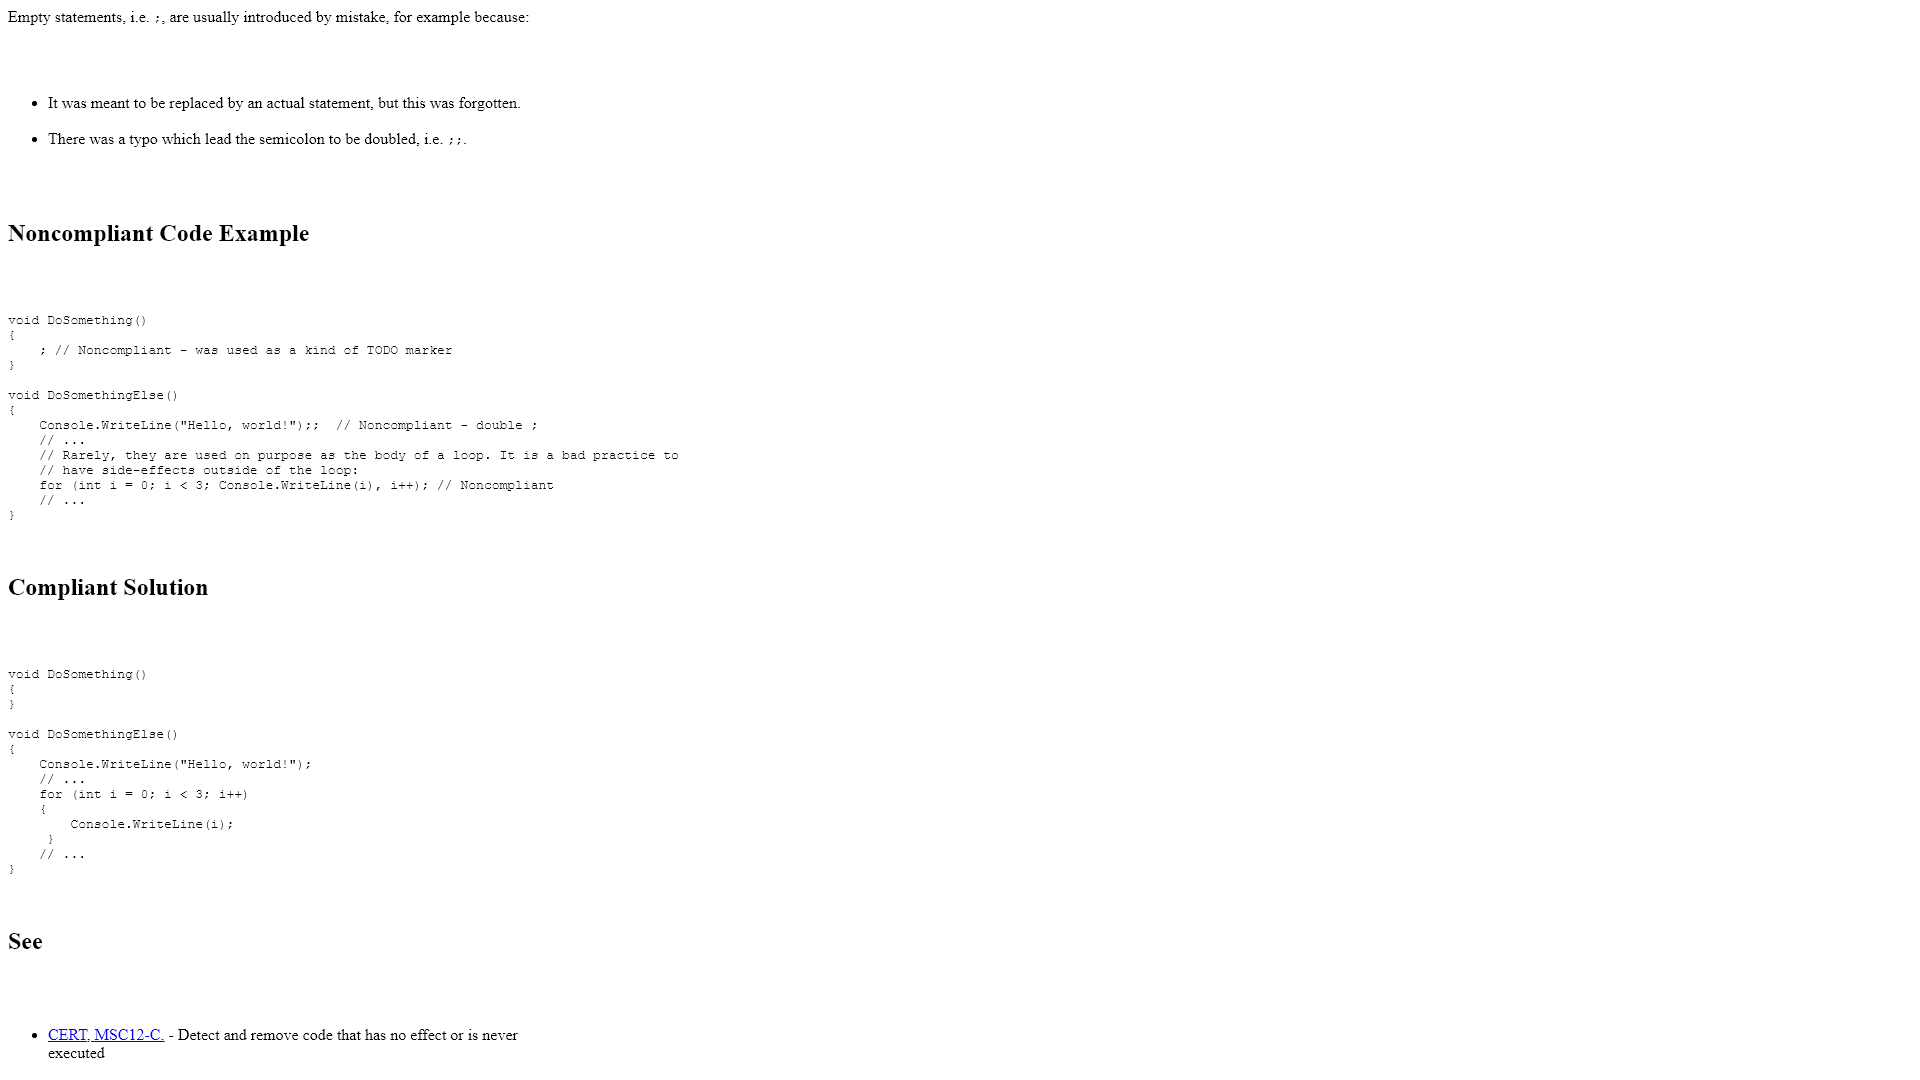 Empty statements, i.e. ;, are usually introduced by mistake, for example because:
• It was meant to be replaced by an actual statement, but this was forgotten.
• There was a typo which lead the semicolon to be doubled, i.e. ;;.
Noncompliant Code Example
void DoSomething()
{
    ; // Noncompliant - was used as a kind of TODO marker
}
void DoSomethingElse()
{
    Console.WriteLine("Hello, world!");;  // Noncompliant - double ;
    // ...
    // Rarely, they are used on purpose as the body of a loop. It is a bad practice to
    // have side-effects outside of the loop:
    for (int i = 0; i < 3; Console.WriteLine(i), i++); // Noncompliant
    // ...
}
Compliant Solution
void DoSomething()
{
}
void DoSomethingElse()
{
    Console.WriteLine("Hello, world!");
    // ...
    for (int i = 0; i < 3; i++)
    {
        Console.WriteLine(i);
     }
    // ...
}
See
• CERT, MSC12-C. - Detect and remove code that has no effect or is never
executed